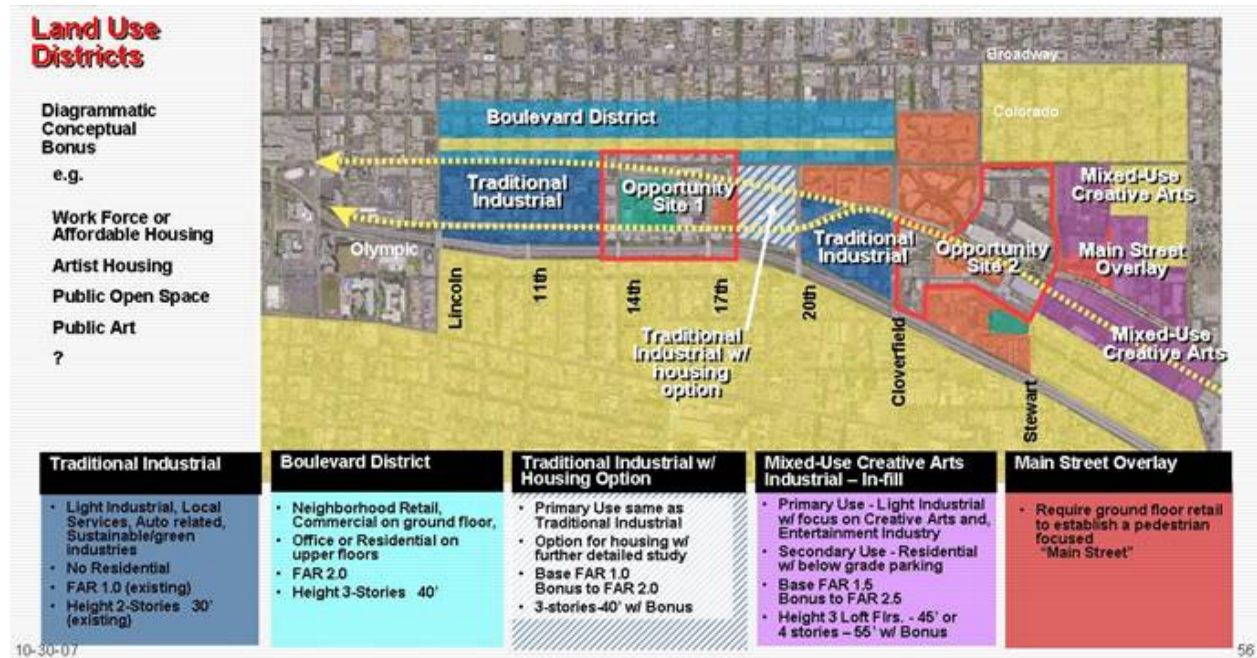 Land Use
Districts
Diagrammatic
Conceptual
Bonus
e.g.
Work Force or
Affordable Housing
Artist Housing
Public Open Space
Public Art
?
Broadway
Colorado
Boulevard District
Traditional
Industrial
Opportunity
Site 1
Mixed-Use
Creative Arts
Olympic
Traditional
Industrial
Opportunity
Site 2
Main Street
Overlay
Lincoln
11th
14th
17th
20th
Cloverfield
Stewart
Traditional
Industrial w/
housing
option
Mixed-Use
Creative Arts
Traditional Industrial
• Light Industrial, Local
Services, Auto related,
Sustainable/green
industries
• No Residential
• FAR 1.0 (existing)
• Height 2-Stories 30'
(existing)
Boulevard District
• Neighborhood Retail,
Commercial on ground floor,
• Office or Residential on
upper floors
• FAR 2.0
• Height 3-Stories 40'
Traditional Industrial w/
Housing Option
• Primary Use same as
Traditional Industrial
• Option for housing w/
further detailed study
• Base FAR 1.0
Bonus to FAR 2.0
• 3-stories-40' w/ Bonus
Mixed-Use Creative Arts
Industrial – In-fill
• Primary Use - Light Industrial
w/ focus on Creative Arts and,
Entertainment Industry
• Secondary Use - Residential
w/ below grade parking
• Base FAR 1.5
Bonus to FAR 2.5
• Height 3 Loft Flrs. - 45' or
4 stories – 55' w/ Bonus
Main Street Overlay
• Require ground floor retail
to establish a pedestrian
focused
"Main Street"
10-30-07
56